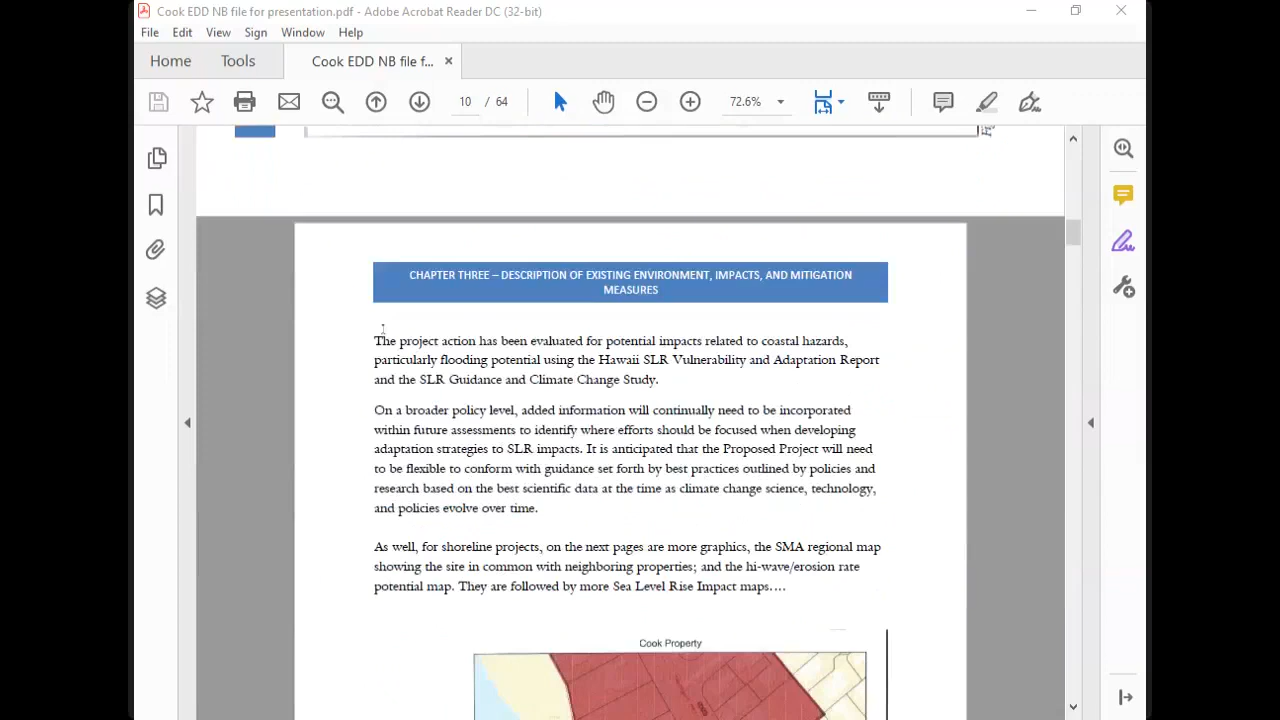 Cook EDD NB file for presentation.pdf - Adobe Acrobat Reader DC (32-bit)
File Edit View Sign Window Help
Home Tools Cook EDD NB file f... ×
10 / 64 72.6%
CHAPTER THREE – DESCRIPTION OF EXISTING ENVIRONMENT, IMPACTS, AND MITIGATION
MEASURES
The project action has been evaluated for potential impacts related to coastal hazards,
particularly flooding potential using the Hawaii SLR Vulnerability and Adaptation Report
and the SLR Guidance and Climate Change Study.
On a broader policy level, added information will continually need to be incorporated
within future assessments to identify where efforts should be focused when developing
adaptation strategies to SLR impacts. It is anticipated that the Proposed Project will need
to be flexible to conform with guidance set forth by best practices outlined by policies and
research based on the best scientific data at the time as climate change science, technology,
and policies evolve over time.
As well, for shoreline projects, on the next pages are more graphics, the SMA regional map
showing the site in common with neighboring properties; and the hi-wave/erosion rate
potential map. They are followed by more Sea Level Rise Impact maps….
Cook Property